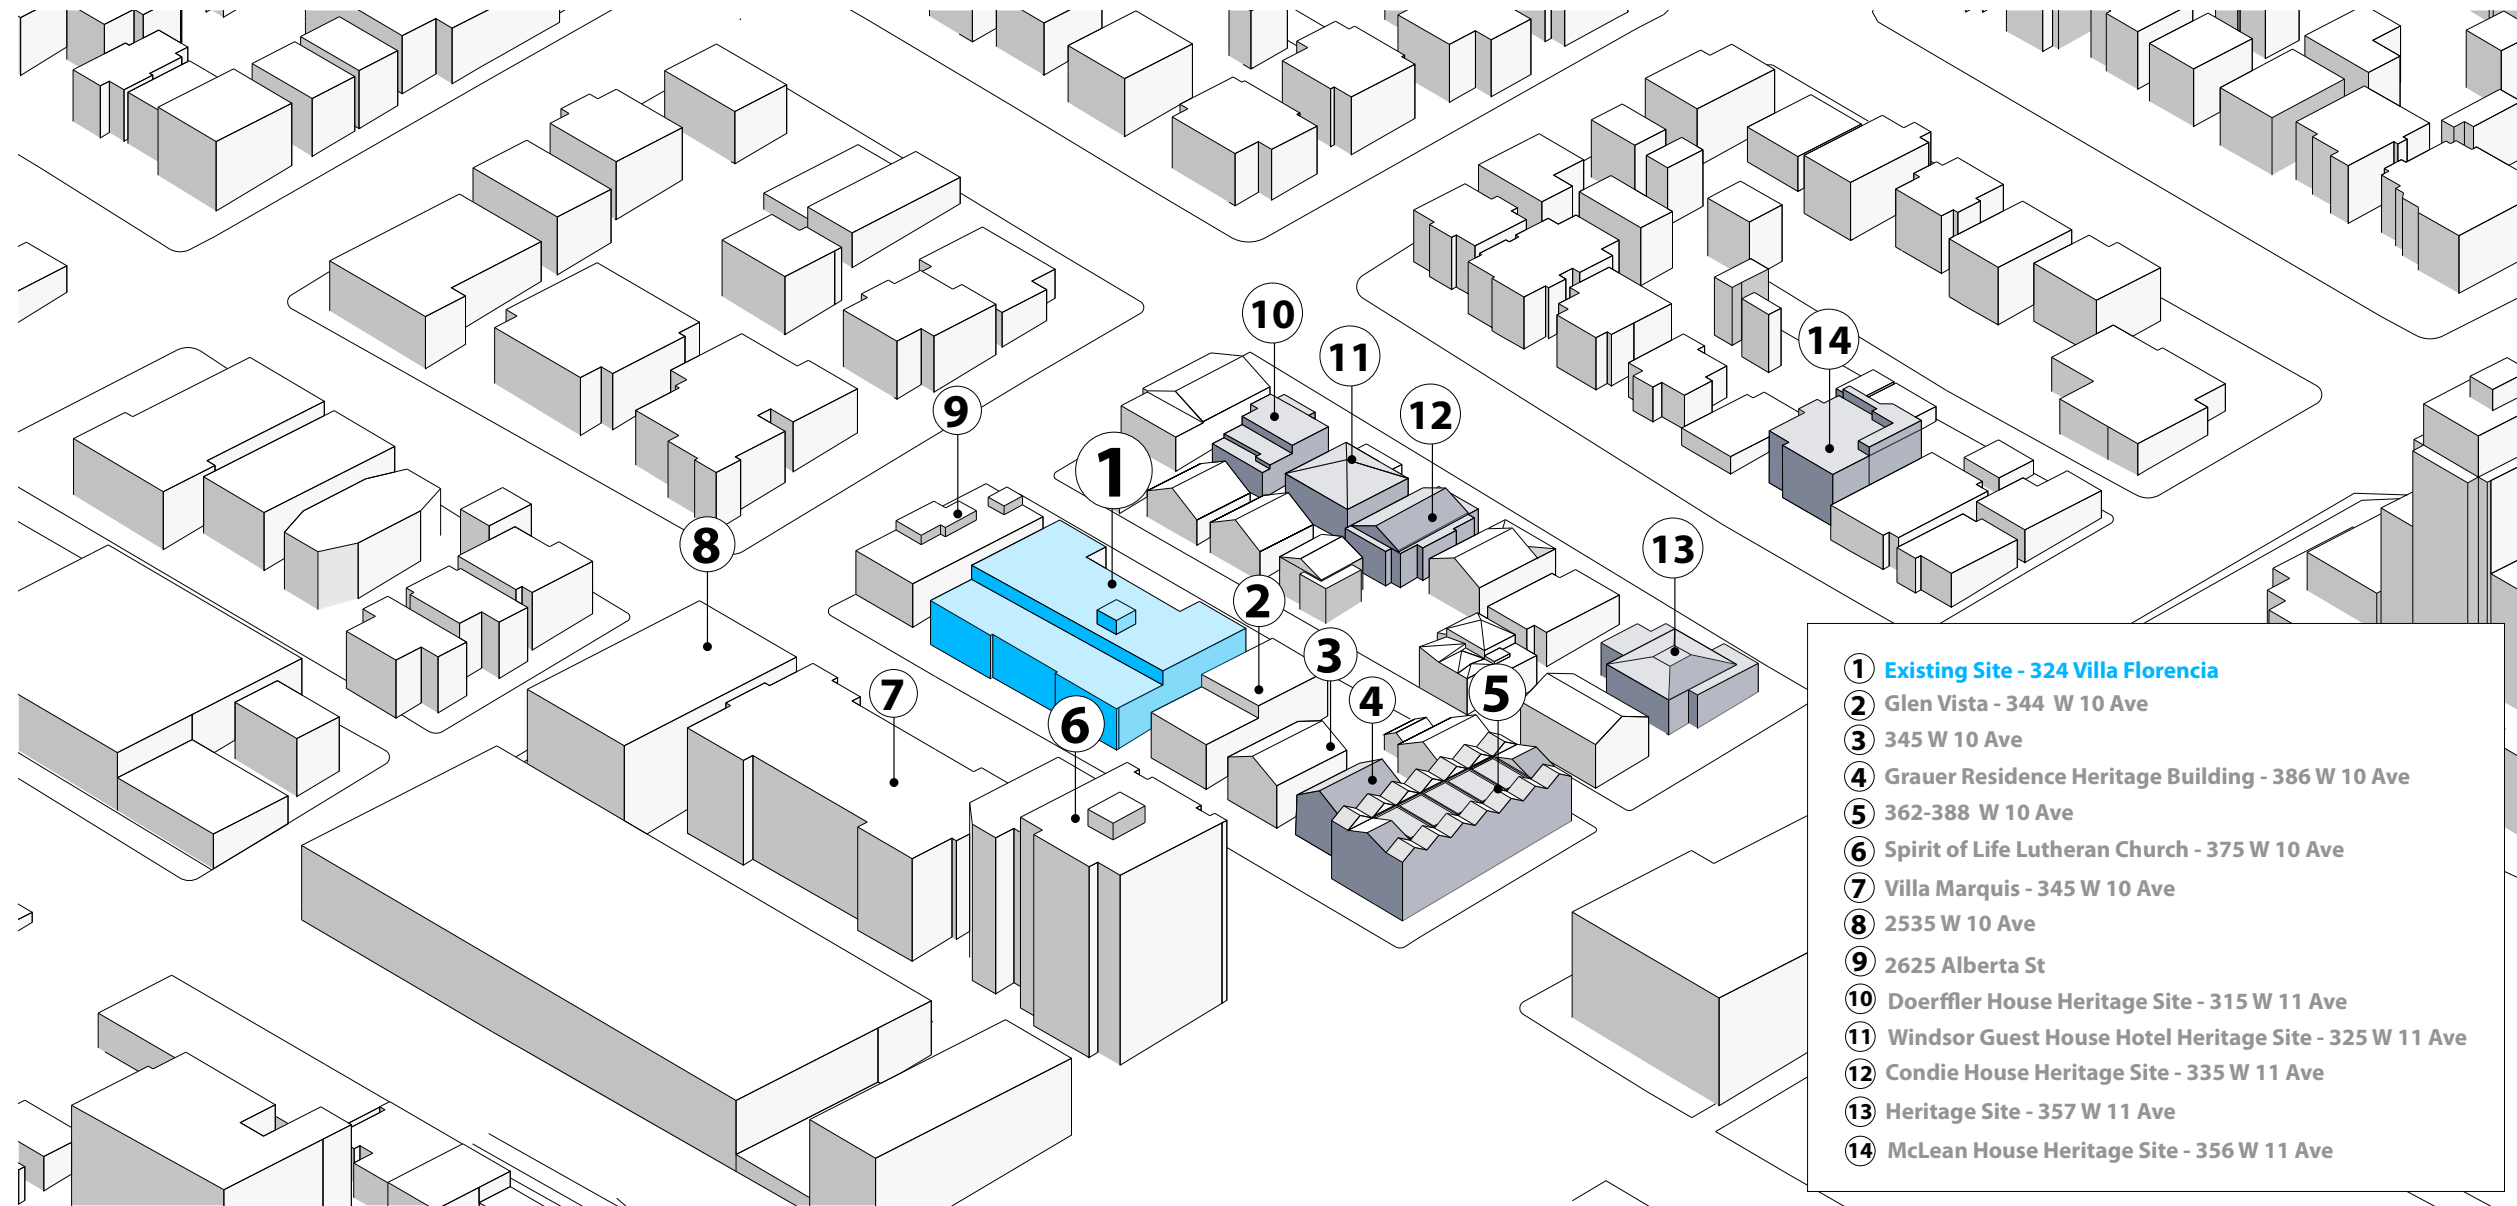 10
11
14
12
9
1
8
13
2
3
7
4
5
6
1 Existing Site - 324 Villa Florencia
2 Glen Vista - 344 W 10 Ave
3 345 W 10 Ave
4 Grauer Residence Heritage Building - 386 W 10 Ave
5 362-388 W 10 Ave
6 Spirit of Life Lutheran Church - 375 W 10 Ave
7 Villa Marquis - 345 W 10 Ave
8 2535 W 10 Ave
9 2625 Alberta St
10 Doerffler House Heritage Site - 315 W 11 Ave
11 Windsor Guest House Hotel Heritage Site - 325 W 11 Ave
12 Condie House Heritage Site - 335 W 11 Ave
13 Heritage Site - 357 W 11 Ave
14 McLean House Heritage Site - 356 W 11 Ave